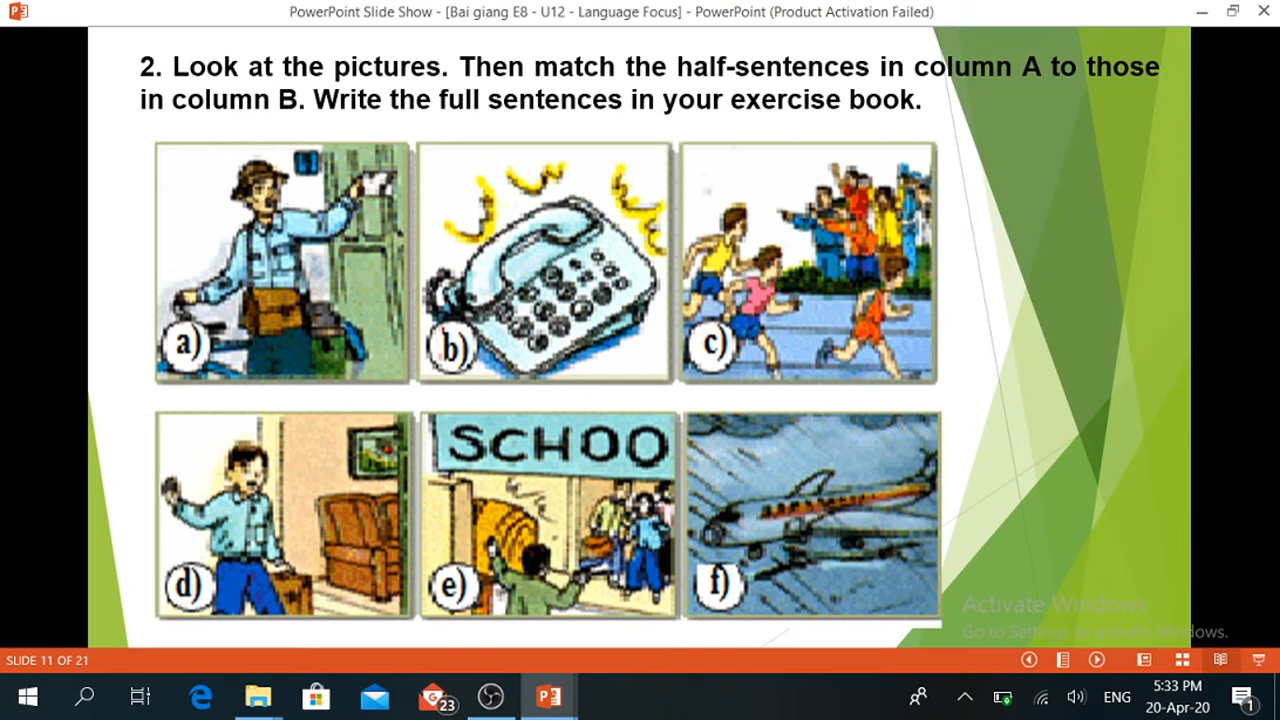 PowerPoint Slide Show - [Bai giang E8 - U12 - Language Focus] - PowerPoint (Product Activation Failed)
2. Look at the pictures. Then match the half-sentences in column A to those
in column B. Write the full sentences in your exercise book.
a)
b)
c)
SCHOO
d)
e)
f)
Activate Windows
Go to Settings to activate Windows.
SLIDE 11 OF 21
23
ENG
5:33 PM
20-Apr-20
1